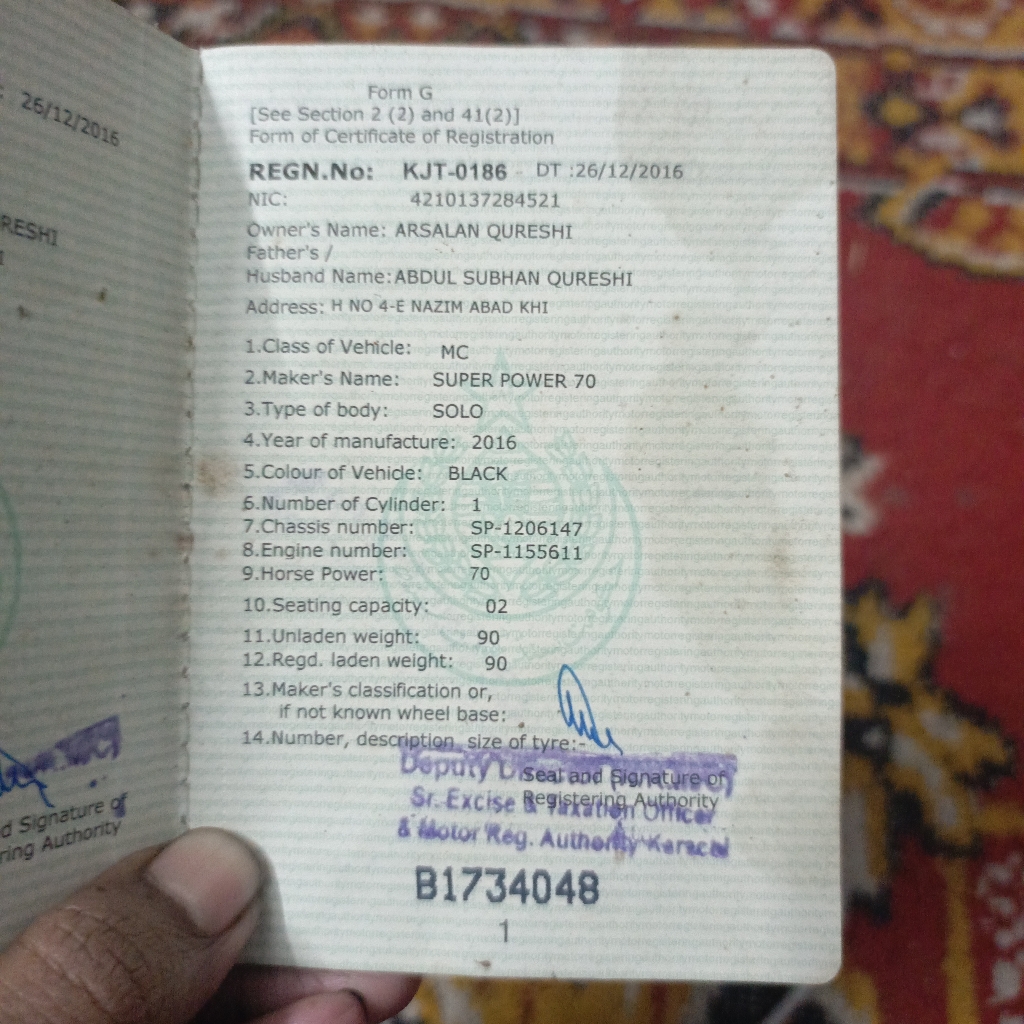 26/12/2016
RESHI
d Signature of
ring Authority
Form G
[See Section 2 (2) and 41(2)]
Form of Certificate of Registration
REGN.No: KJT-0186 - DT :26/12/2016
NIC: 4210137284521
Owner's Name: ARSALAN QURESHI
Father's /
Husband Name:ABDUL SUBHAN QURESHI
Address: H NO 4-E NAZIM ABAD KHI
1.Class of Vehicle: MC
2.Maker's Name: SUPER POWER 70
3.Type of body: SOLO
4.Year of manufacture: 2016
5.Colour of Vehicle: BLACK
6.Number of Cylinder: 1
7.Chassis number: SP-1206147
8.Engine number: SP-1155611
9.Horse Power: 70
10.Seating capacity: 02
11.Unladen weight: 90
12.Regd. laden weight: 90
13.Maker's classification or,
if not known wheel base:
14.Number, description, size of tyre:-
Deputy
Seal and Signature of
Registering Authority
Sr. Excise & Taxation Officer
& Motor Reg. Authority Karachi
B1734048
1